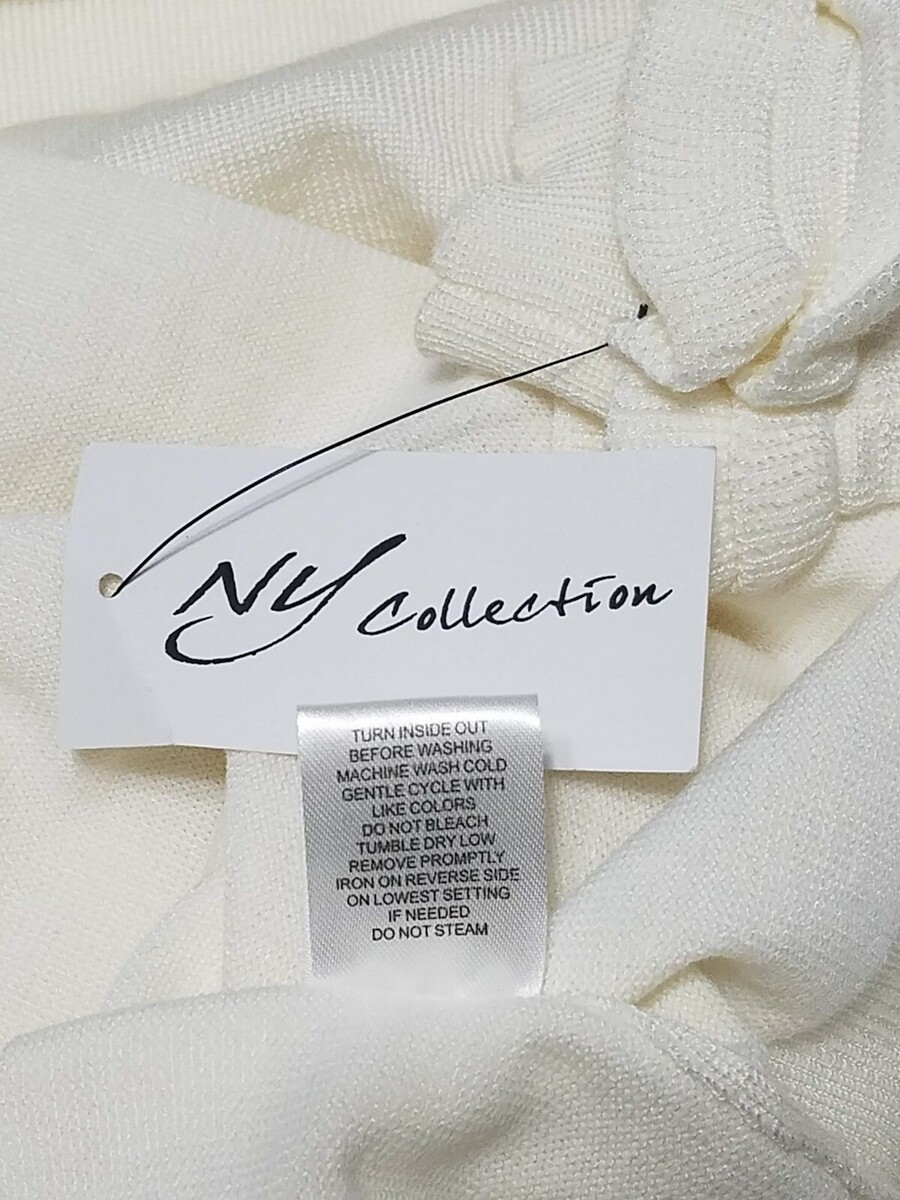 NY Collection
TURN INSIDE OUT
BEFORE WASHING
MACHINE WASH COLD
GENTLE CYCLE WITH
LIKE COLORS
DO NOT BLEACH
TUMBLE DRY LOW
REMOVE PROMPTLY
IRON ON REVERSE SIDE
ON LOWEST SETTING
IF NEEDED
DO NOT STEAM